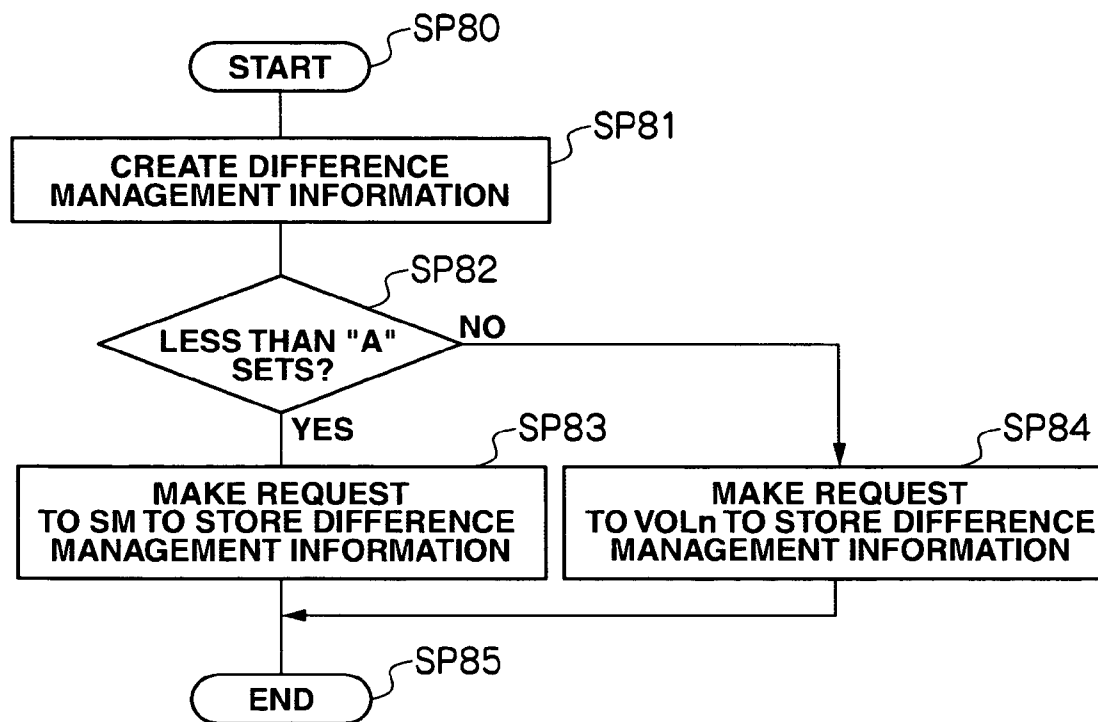 SP80
START
SP81
CREATE DIFFERENCE
MANAGEMENT INFORMATION
SP82
LESS THAN "A"
SETS?
NO
YES
SP83
MAKE REQUEST
TO SM TO STORE DIFFERENCE
MANAGEMENT INFORMATION
SP84
MAKE REQUEST
TO VOLn TO STORE DIFFERENCE
MANAGEMENT INFORMATION
SP85
END